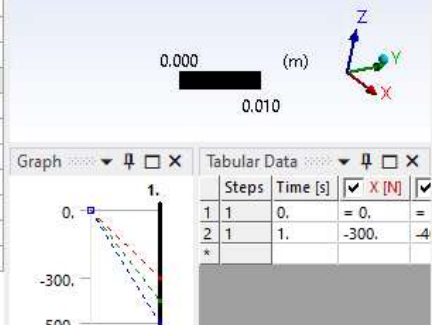 Z
Y
X
0.000
(m)
0.010
Graph
Tabular Data
1.
0.
-300.
Steps Time [s] X [N]
1 1 0. = 0. =
2 1 1. -300.
*